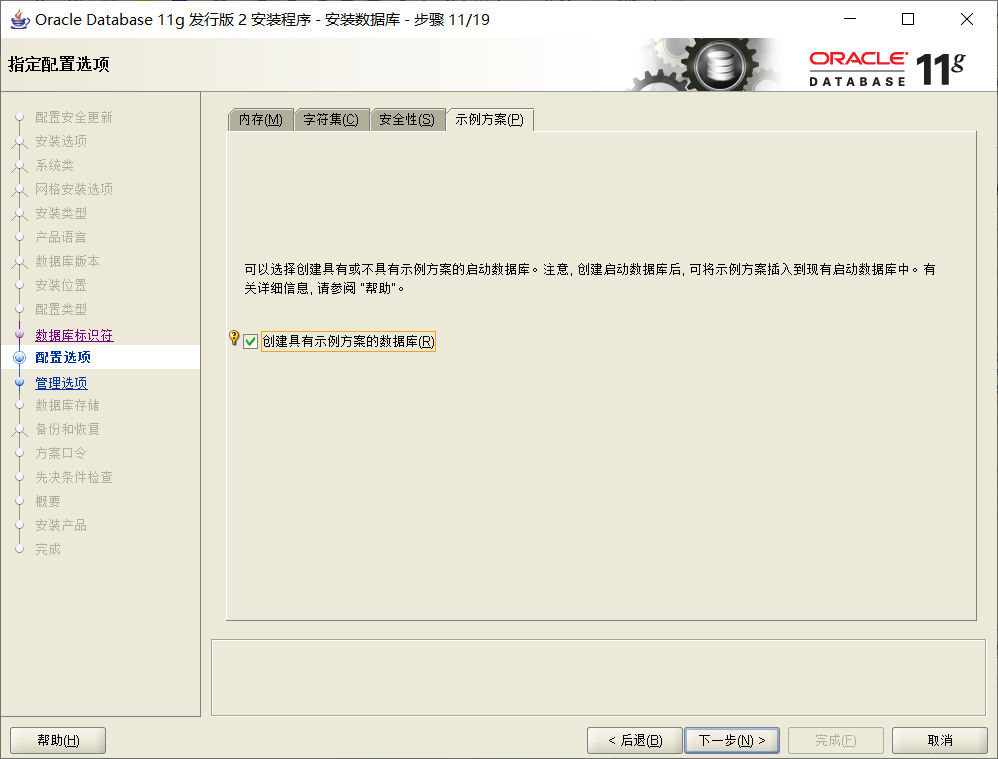 Oracle Database 11g 发行版 2 安装程序 - 安装数据库 - 步骤 11/19
指定配置选项
ORACLE 11g
DATABASE
配置安全更新
安装选项
系统类
网格安装选项
安装类型
产品语言
数据库版本
安装位置
配置类型
数据库标识符
配置选项
管理选项
数据库存储
备份和恢复
方案口令
先决条件检查
概要
安装产品
完成
内存(M) 字符集(C) 安全性(S) 示例方案(P)
可以选择创建具有或不具有示例方案的启动数据库。注意, 创建启动数据库后, 可将示例方案插入到现有启动数据库中。有
关详细信息, 请参阅 "帮助"。
创建具有示例方案的数据库(R)
帮助(H) < 后退(B) 下一步(N) > 完成(F) 取消